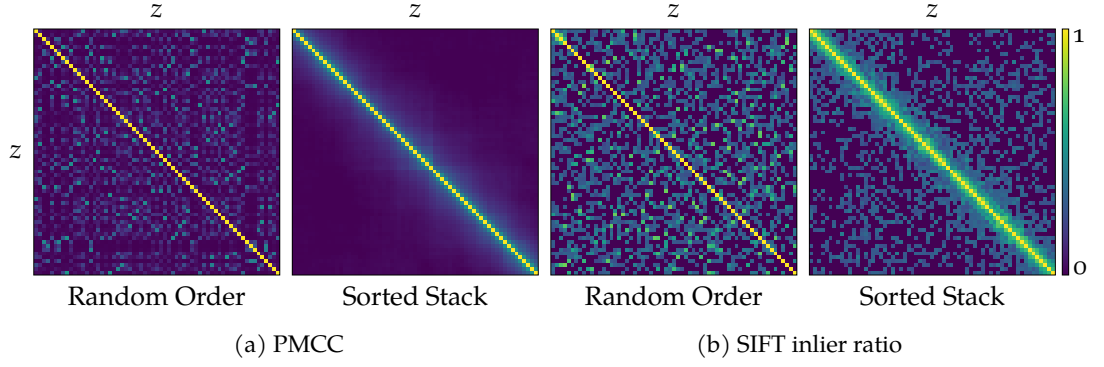 z z z z
1
z
0
Random Order Sorted Stack Random Order Sorted Stack
(a) PMCC (b) SIFT inlier ratio